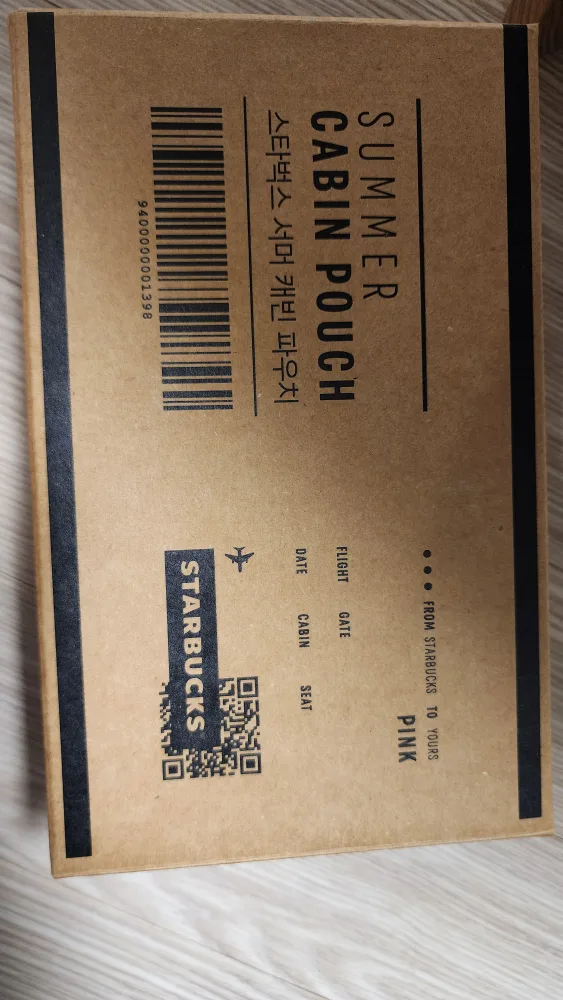 SUMMER
CABIN POUCH
스타벅스 서머 캐빈 파우치
9400000001398
••• FROM STARBUCKS TO YOURS
PINK
FLIGHT GATE
DATE CABIN SEAT
STARBUCKS